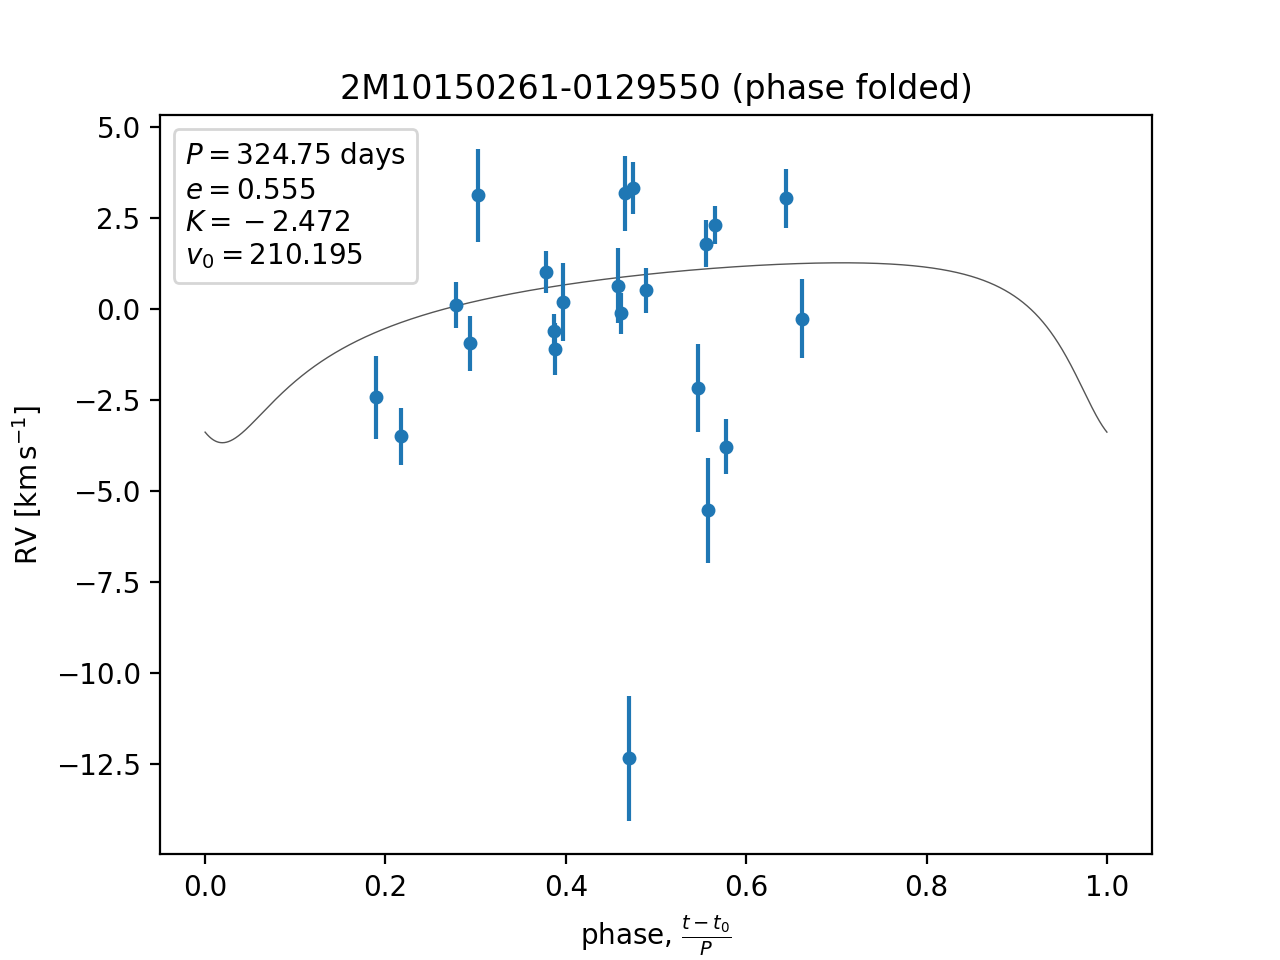 2M10150261-0129550 (phase folded)
P = 324.75 days
e = 0.555
K = −2.472
v₀ = 210.195
5.0
2.5
0.0
−2.5
−5.0
−7.5
−10.0
−12.5
RV [km s⁻¹]
0.0 0.2 0.4 0.6 0.8 1.0
phase, (t − t₀)/P